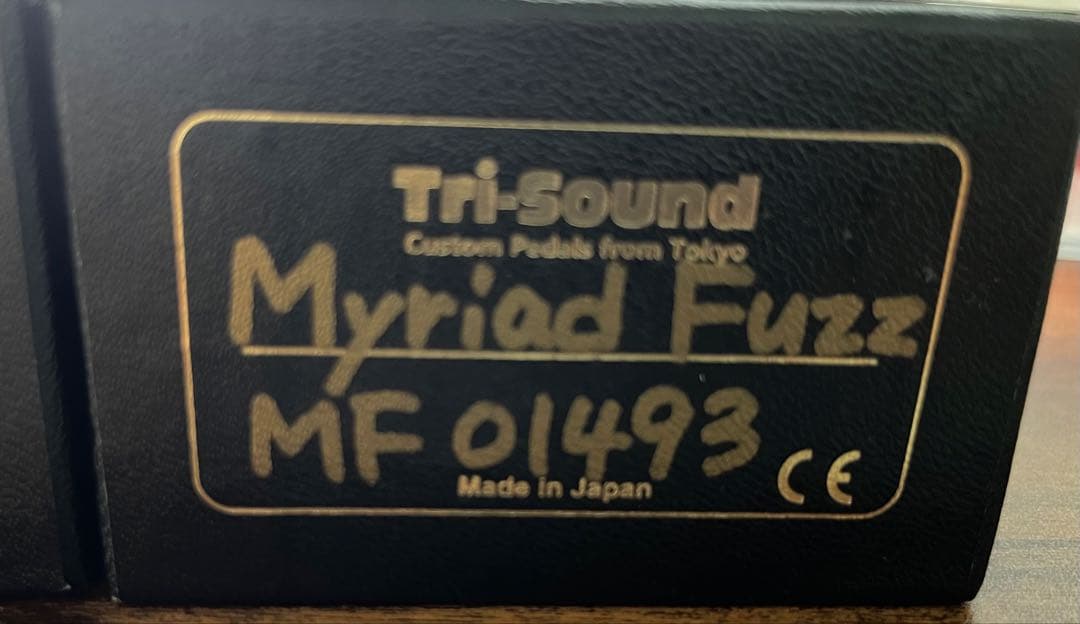 Tri-Sound
Custom Pedals from Tokyo
Myriad Fuzz
MF 01493
Made in Japan
CE